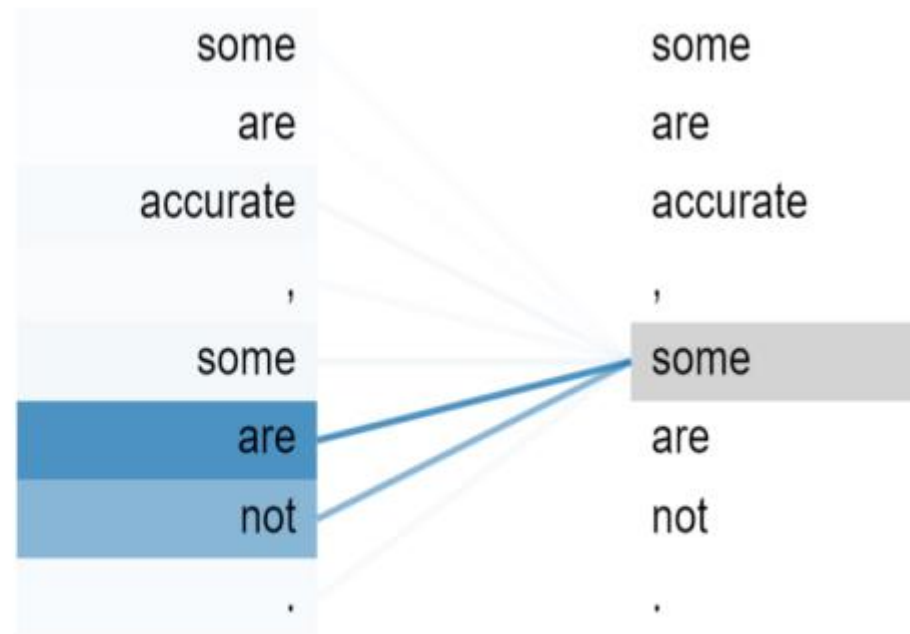 some some
are are
accurate accurate
, ,
some some
are are
not not
. .